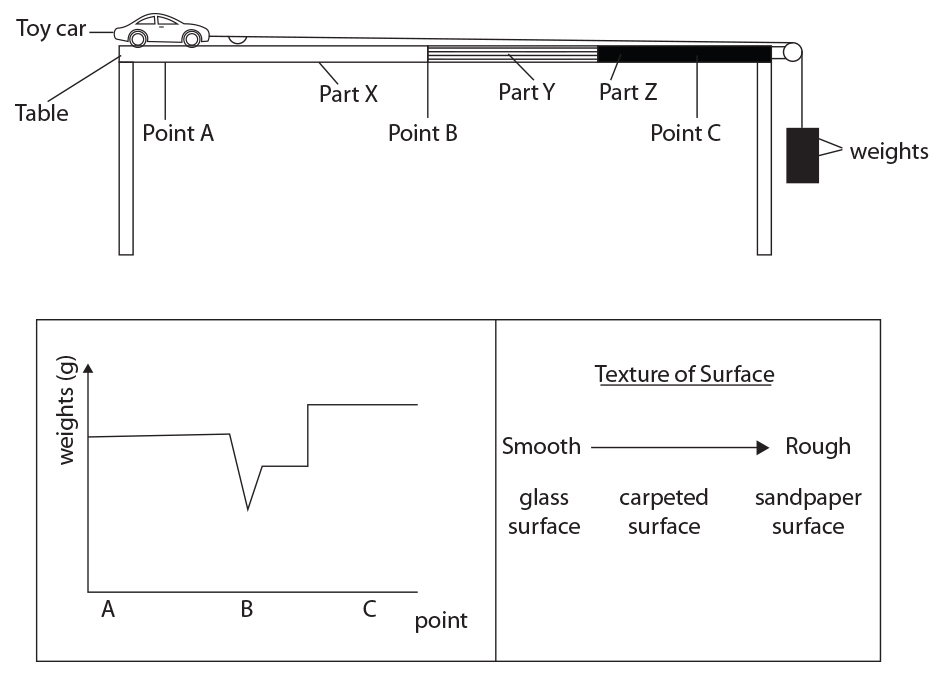 Toy car
Table
Part X
Part Y
Part Z
Point A
Point B
Point C
weights
weights (g)
A
B
C
point
Texture of Surface
Smooth
Rough
glass
surface
carpeted
surface
sandpaper
surface